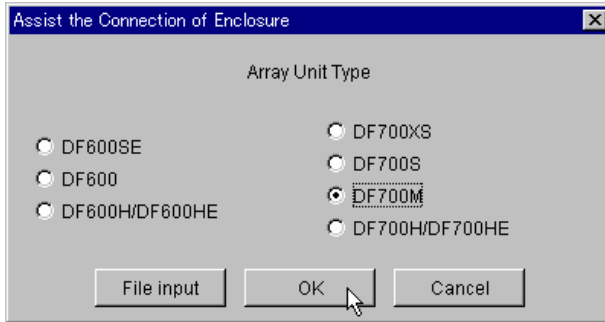 Assist the Connection of Enclosure
Array Unit Type
DF600SE
DF600
DF600H/DF600HE
DF700XS
DF700S
DF700M
DF700H/DF700HE
File input
OK
Cancel